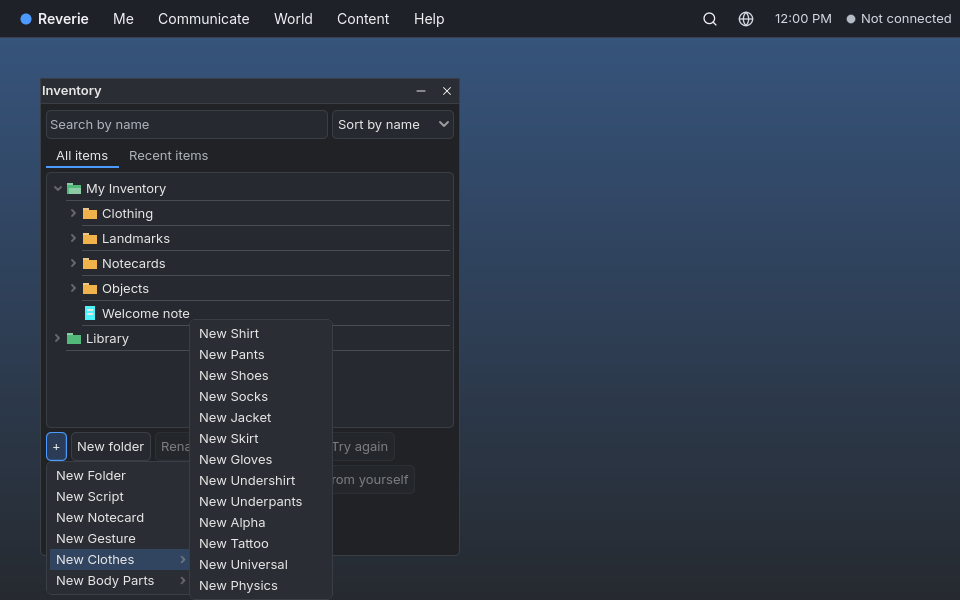 Reverie Me Communicate World Content Help 12:00 PM Not connected
Inventory
Search by name Sort by name
All items Recent items
My Inventory
Clothing
Landmarks
Notecards
Objects
Welcome note
Library
+ New folder Rena Try again
rom yourself
New Folder
New Script
New Notecard
New Gesture
New Clothes
New Body Parts
New Shirt
New Pants
New Shoes
New Socks
New Jacket
New Skirt
New Gloves
New Undershirt
New Underpants
New Alpha
New Tattoo
New Universal
New Physics